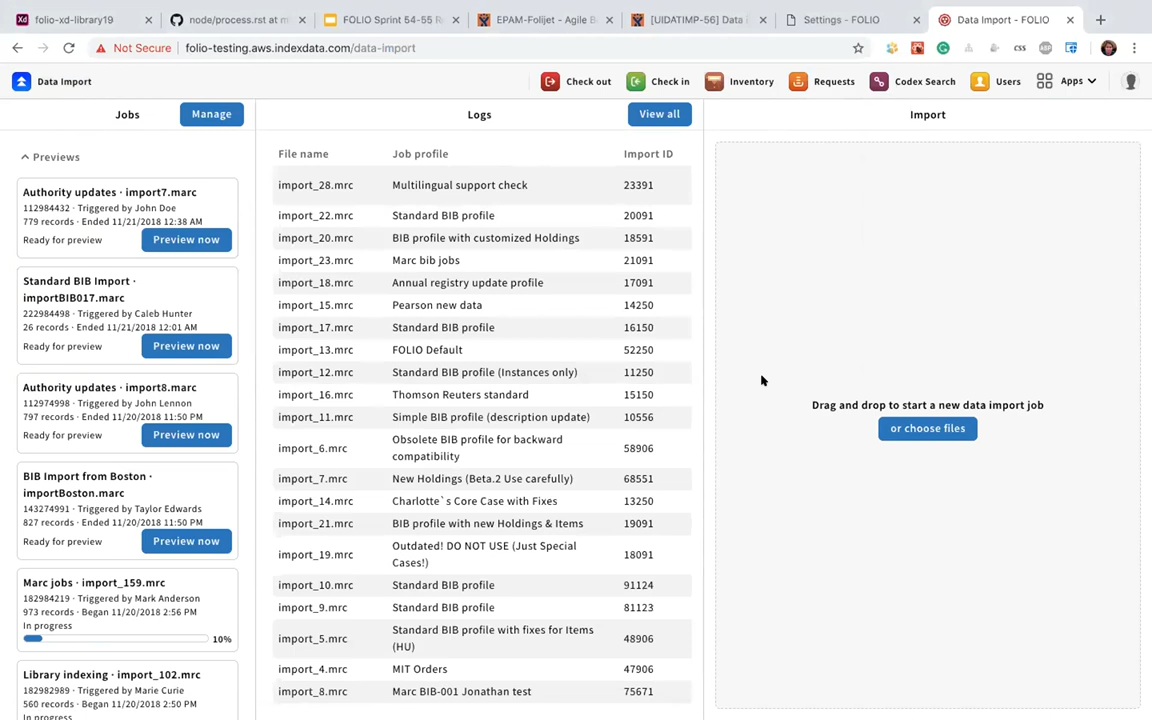 folio-xd-library19
node/process.rst at m
FOLIO Sprint 54-55 R
EPAM-Folijet - Agile B
[UIDATIMP-56] Data i
Settings - FOLIO
Data Import - FOLIO
Not Secure
folio-testing.aws.indexdata.com/data-import
CSS
ABP
Data Import
Check out
Check in
Inventory
Requests
Codex Search
Users
Apps
Jobs
Manage
Previews
Authority updates · import7.marc
112984432 · Triggered by John Doe
779 records · Ended 11/21/2018 12:38 AM
Ready for preview
Preview now
Standard BIB Import ·
importBIB017.marc
222984498 · Triggered by Caleb Hunter
26 records · Ended 11/21/2018 12:01 AM
Ready for preview
Preview now
Authority updates · import8.marc
112974998 · Triggered by John Lennon
797 records · Ended 11/20/2018 11:50 PM
Ready for preview
Preview now
BIB Import from Boston ·
importBoston.marc
143274991 · Triggered by Taylor Edwards
827 records · Ended 11/20/2018 11:50 PM
Ready for preview
Preview now
Marc jobs · import_159.mrc
182984219 · Triggered by Mark Anderson
973 records · Began 11/20/2018 2:56 PM
In progress
10%
Library indexing · import_102.mrc
182982989 · Triggered by Marie Curie
560 records · Began 11/20/2018 2:50 PM
In progress
Logs
View all
File name Job profile Import ID
import_28.mrc Multilingual support check 23391
import_22.mrc Standard BIB profile 20091
import_20.mrc BIB profile with customized Holdings 18591
import_23.mrc Marc bib jobs 21091
import_18.mrc Annual registry update profile 17091
import_15.mrc Pearson new data 14250
import_17.mrc Standard BIB profile 16150
import_13.mrc FOLIO Default 52250
import_12.mrc Standard BIB profile (Instances only) 11250
import_16.mrc Thomson Reuters standard 15150
import_11.mrc Simple BIB profile (description update) 10556
import_6.mrc Obsolete BIB profile for backward
compatibility 58906
import_7.mrc New Holdings (Beta.2 Use carefully) 68551
import_14.mrc Charlotte`s Core Case with Fixes 13250
import_21.mrc BIB profile with new Holdings & Items 19091
import_19.mrc Outdated! DO NOT USE (Just Special
Cases!) 18091
import_10.mrc Standard BIB profile 91124
import_9.mrc Standard BIB profile 81123
import_5.mrc Standard BIB profile with fixes for Items
(HU) 48906
import_4.mrc MIT Orders 47906
import_8.mrc Marc BIB-001 Jonathan test 75671
Import
Drag and drop to start a new data import job
or choose files